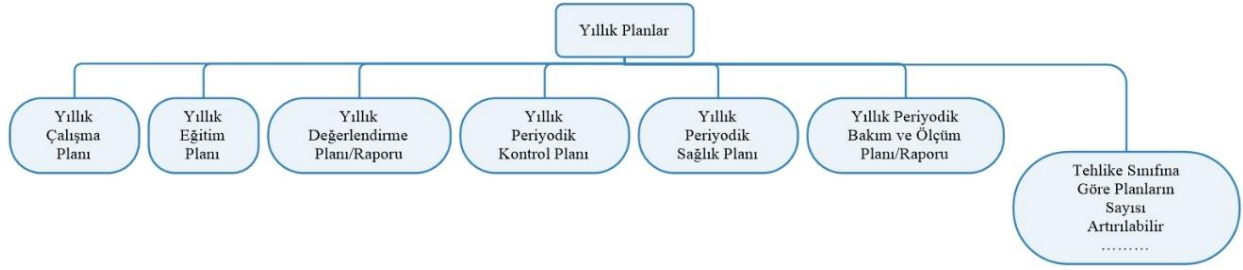 Yıllık Planlar
Yıllık
Çalışma
Planı
Yıllık
Eğitim
Planı
Yıllık
Değerlendirme
Planı/Raporu
Yıllık
Periyodik
Kontrol Planı
Yıllık
Periyodik
Sağlık Planı
Yıllık Periyodik
Bakım ve Ölçüm
Planı/Raporu
Tehlike Sınıfına
Göre Planların
Sayısı
Artırılabilir
………